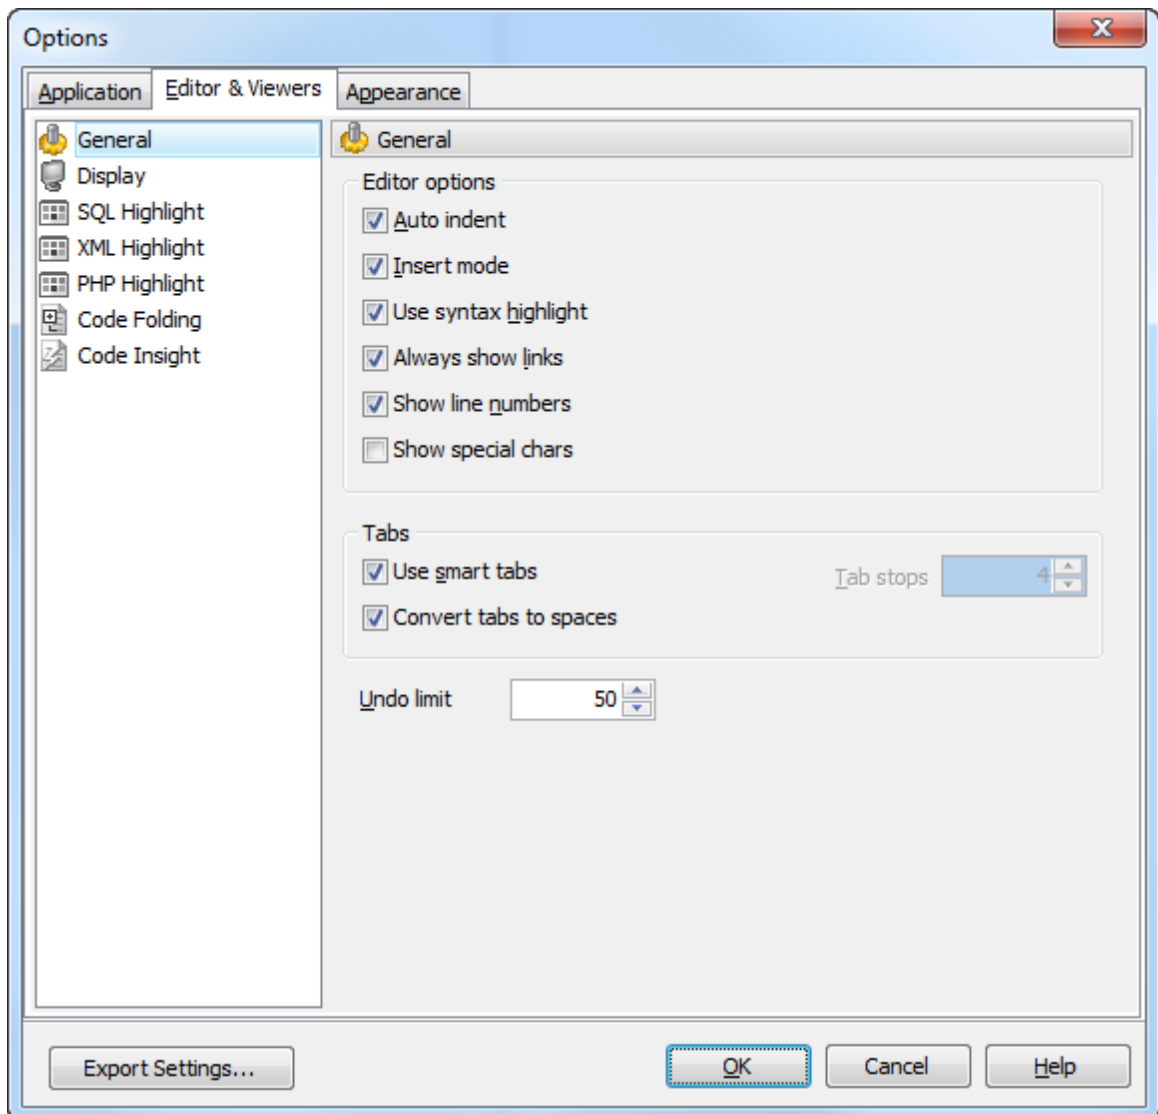 Options
Application Editor & Viewers Appearance
General
Display
SQL Highlight
XML Highlight
PHP Highlight
Code Folding
Code Insight
General
Editor options
Auto indent
Insert mode
Use syntax highlight
Always show links
Show line numbers
Show special chars
Tabs
Use smart tabs Tab stops 4
Convert tabs to spaces
Undo limit 50
Export Settings... OK Cancel Help